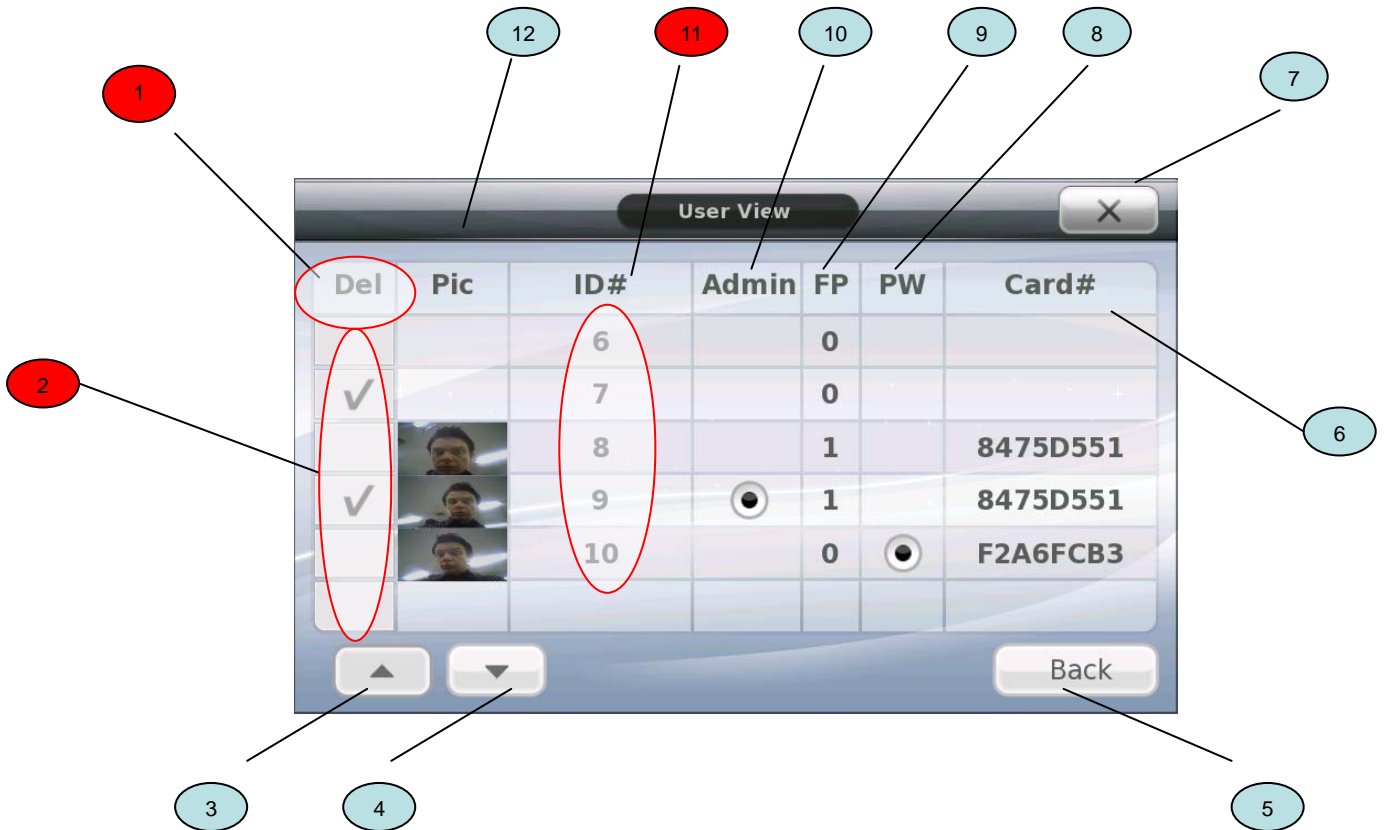 12 11 10 9 8
7
1
User View
Del Pic ID# Admin FP PW Card#
6 0
7 0
2
8 1 8475D551
6
9 1 8475D551
10 0 F2A6FCB3
Back
3 4 5